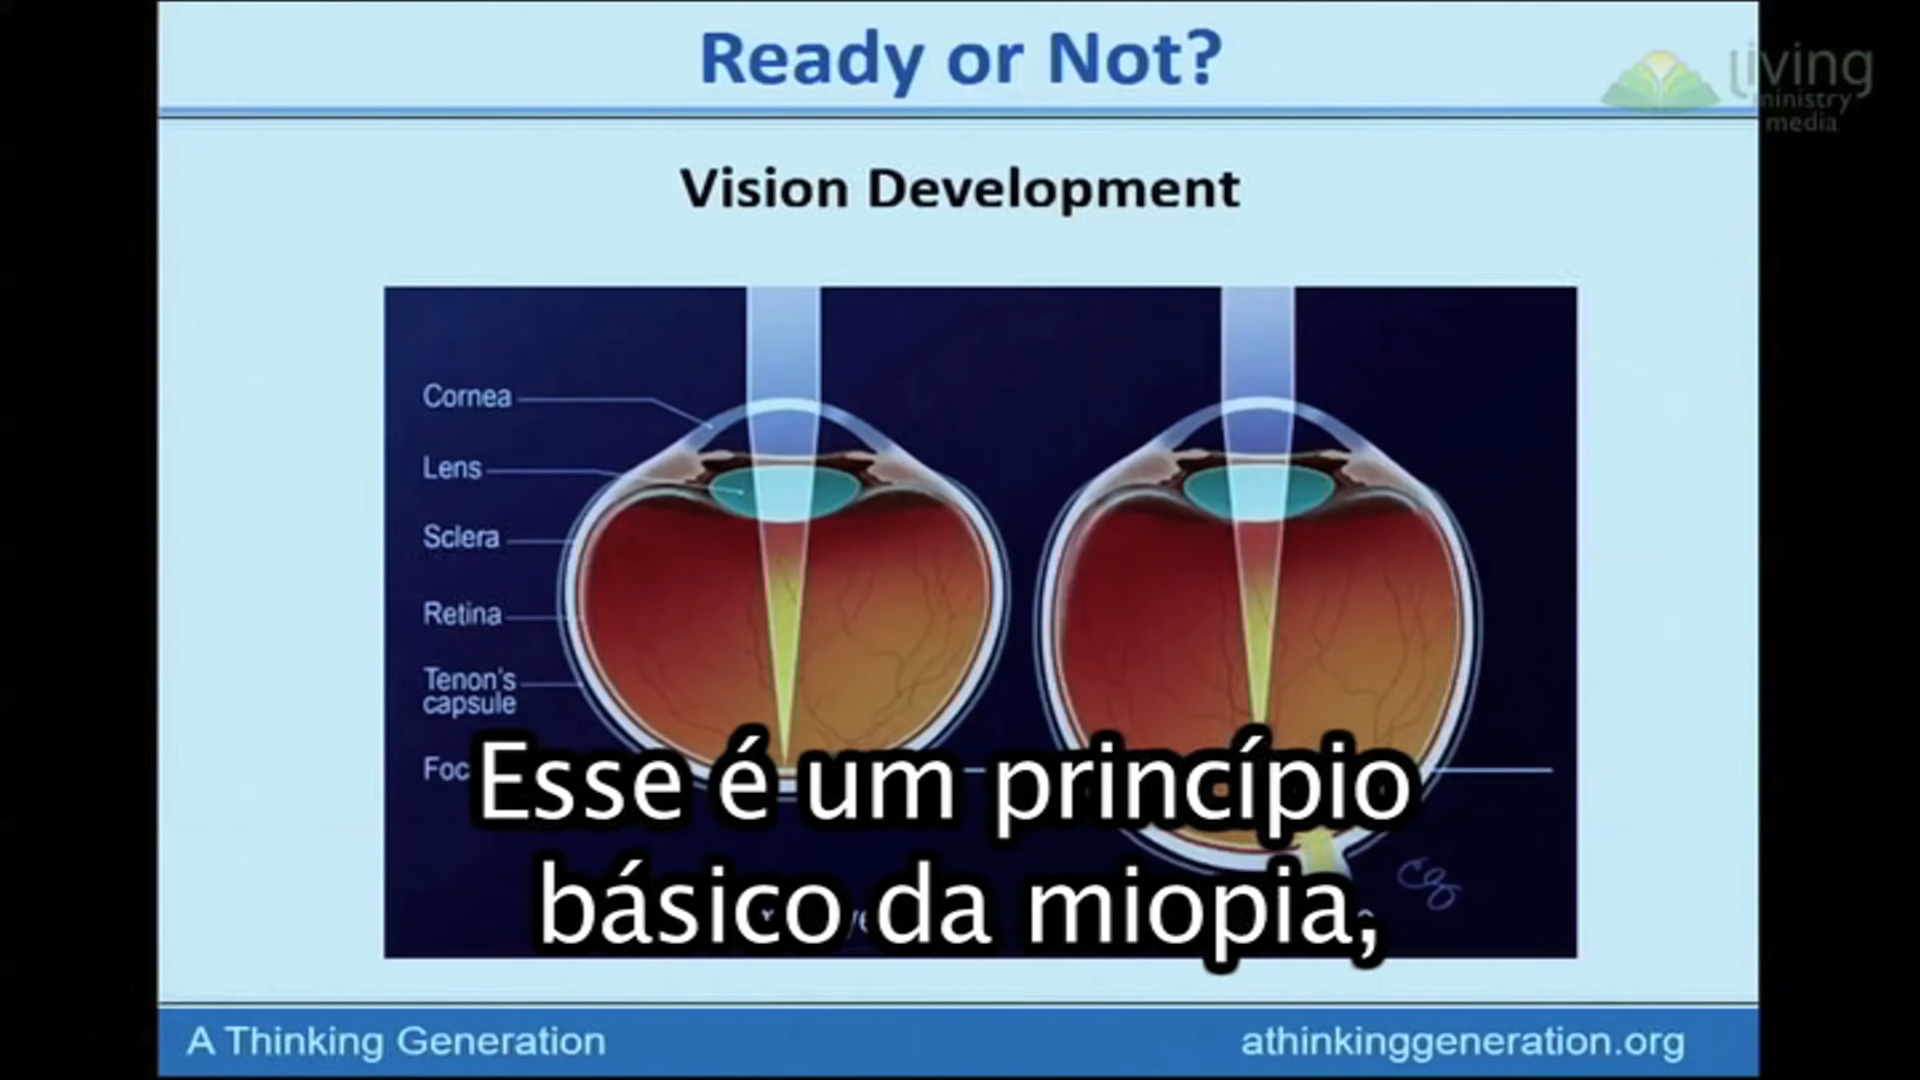 Ready or Not?
living
ministry
media
Vision Development
Cornea
Lens
Sclera
Retina
Tenon's
capsule
Esse é um princípio
básico da miopia,
A Thinking Generation
athinkinggeneration.org